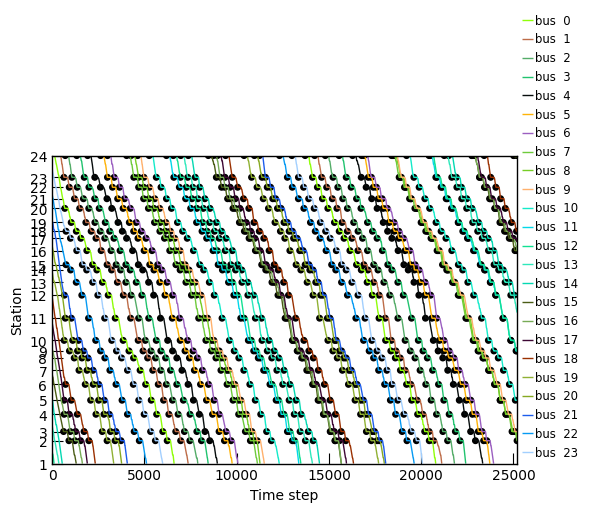 bus 0
bus 1
bus 2
bus 3
bus 4
bus 5
bus 6
bus 7
bus 8
bus 9
bus 10
bus 11
bus 12
bus 13
bus 14
bus 15
bus 16
bus 17
bus 18
bus 19
bus 20
bus 21
bus 22
bus 23
24
23
22
21
20
19
18
17
16
15
14
13
12
11
10
9
8
7
6
5
4
3
2
1
Station
0 5000 10000 15000 20000 25000
Time step